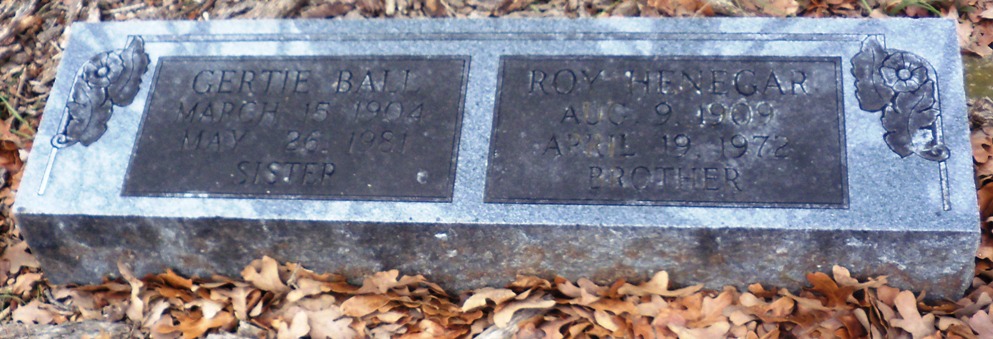 GERTIE BALL
MARCH 15 1904
MAY 26, 1981
SISTER
ROY HENEGAR
AUG 9, 1909
APRIL 19, 1972
BROTHER